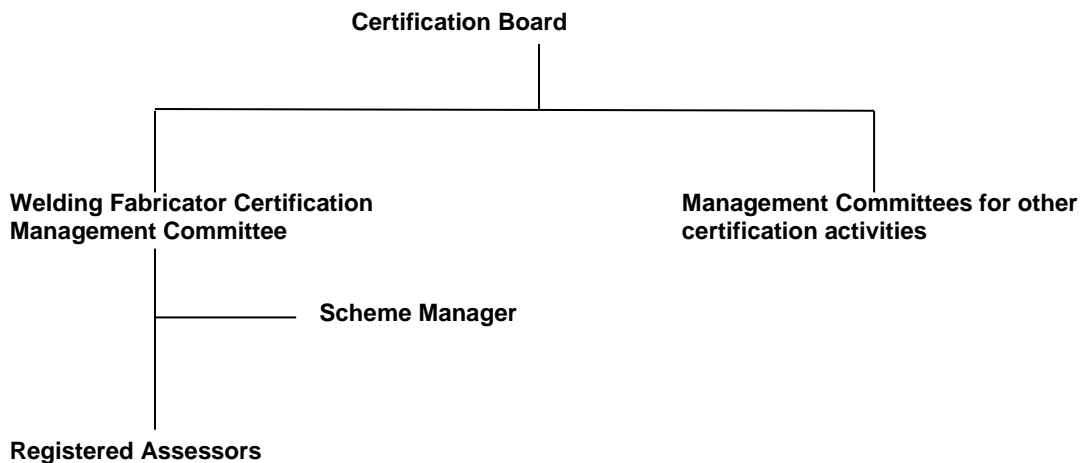 Certification Board
Welding Fabricator Certification
Management Committee
Management Committees for other
certification activities
Scheme Manager
Registered Assessors